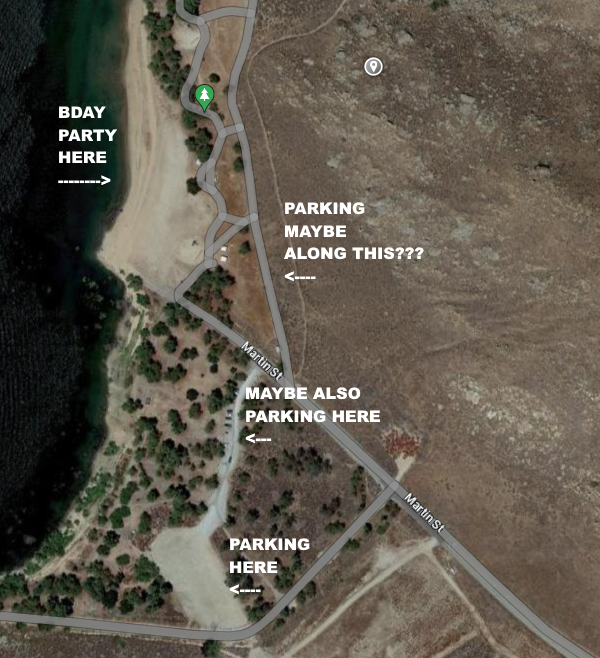 BDAY
PARTY
HERE
-------->
PARKING
MAYBE
ALONG THIS???
<----
Martin St
MAYBE ALSO
PARKING HERE
<---
Martin St
PARKING
HERE
<----